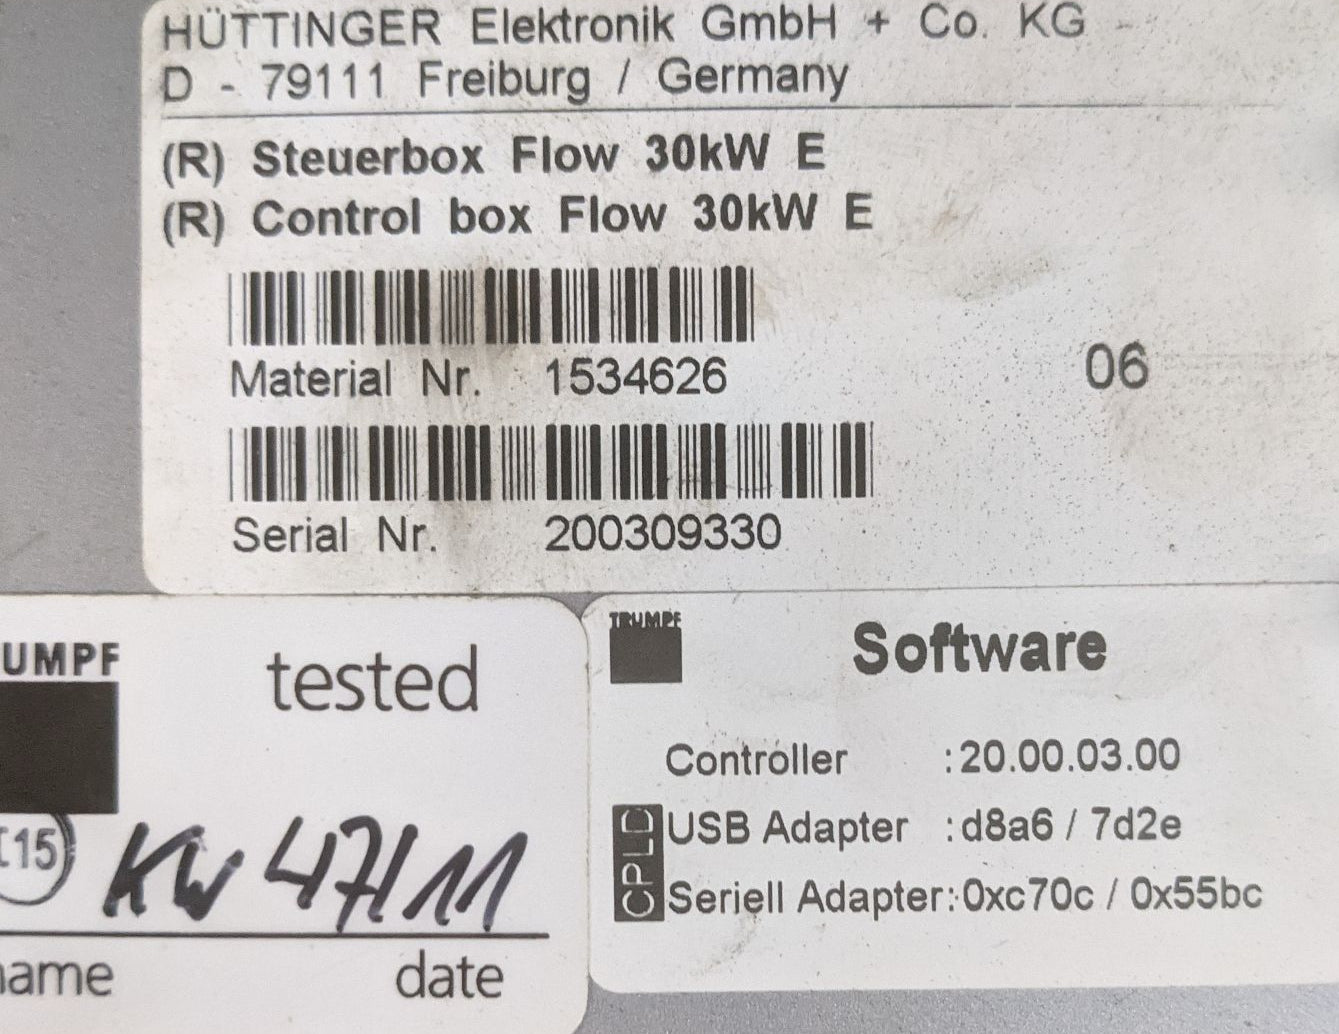 HÜTTINGER Elektronik GmbH + Co. KG
D - 79111 Freiburg / Germany
(R) Steuerbox Flow 30kW E
(R) Control box Flow 30kW E
Material Nr. 1534626
06
Serial Nr. 200309330
UMPF
tested
15
KW 47/11
ame
date
TRUMPF
Software
Controller :20.00.03.00
CPLD
USB Adapter :d8a6 / 7d2e
Seriell Adapter:0xc70c / 0x55bc